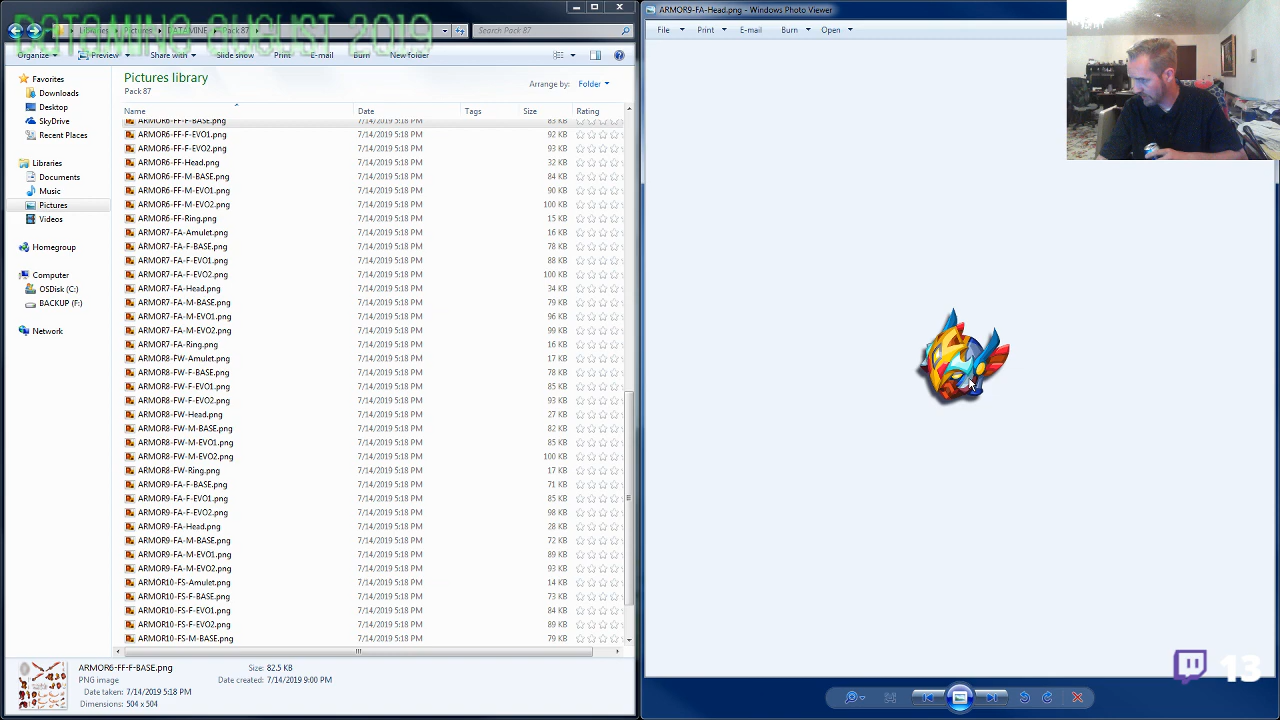 DATAMINE AUGUST 2019
Libraries ▸ Pictures ▸ DATAMINE ▸ Pack 87 ▸
Search Pack 87
Organize Preview Share with Slide show Print E-mail Burn New folder
Favorites
Downloads
Desktop
SkyDrive
Recent Places
Libraries
Documents
Music
Pictures
Videos
Homegroup
Computer
OSDisk (C:)
BACKUP (F:)
Network
Pictures library
Pack 87
Arrange by: Folder
Name Date Tags Size Rating
ARMOR6-FF-F-BASE.png 7/14/2019 5:18 PM 83 KB
ARMOR6-FF-F-EVO1.png 7/14/2019 5:18 PM 92 KB
ARMOR6-FF-F-EVO2.png 7/14/2019 5:18 PM 93 KB
ARMOR6-FF-Head.png 7/14/2019 5:18 PM 32 KB
ARMOR6-FF-M-BASE.png 7/14/2019 5:18 PM 84 KB
ARMOR6-FF-M-EVO1.png 7/14/2019 5:18 PM 90 KB
ARMOR6-FF-M-EVO2.png 7/14/2019 5:18 PM 100 KB
ARMOR6-FF-Ring.png 7/14/2019 5:18 PM 15 KB
ARMOR7-FA-Amulet.png 7/14/2019 5:18 PM 16 KB
ARMOR7-FA-F-BASE.png 7/14/2019 5:18 PM 78 KB
ARMOR7-FA-F-EVO1.png 7/14/2019 5:18 PM 88 KB
ARMOR7-FA-F-EVO2.png 7/14/2019 5:18 PM 100 KB
ARMOR7-FA-Head.png 7/14/2019 5:18 PM 34 KB
ARMOR7-FA-M-BASE.png 7/14/2019 5:18 PM 79 KB
ARMOR7-FA-M-EVO1.png 7/14/2019 5:18 PM 96 KB
ARMOR7-FA-M-EVO2.png 7/14/2019 5:18 PM 99 KB
ARMOR7-FA-Ring.png 7/14/2019 5:18 PM 16 KB
ARMOR8-FW-Amulet.png 7/14/2019 5:18 PM 17 KB
ARMOR8-FW-F-BASE.png 7/14/2019 5:18 PM 78 KB
ARMOR8-FW-F-EVO1.png 7/14/2019 5:18 PM 85 KB
ARMOR8-FW-F-EVO2.png 7/14/2019 5:18 PM 93 KB
ARMOR8-FW-Head.png 7/14/2019 5:18 PM 27 KB
ARMOR8-FW-M-BASE.png 7/14/2019 5:18 PM 82 KB
ARMOR8-FW-M-EVO1.png 7/14/2019 5:18 PM 85 KB
ARMOR8-FW-M-EVO2.png 7/14/2019 5:18 PM 100 KB
ARMOR8-FW-Ring.png 7/14/2019 5:18 PM 17 KB
ARMOR9-FA-F-BASE.png 7/14/2019 5:18 PM 71 KB
ARMOR9-FA-F-EVO1.png 7/14/2019 5:18 PM 85 KB
ARMOR9-FA-F-EVO2.png 7/14/2019 5:18 PM 98 KB
ARMOR9-FA-Head.png 7/14/2019 5:18 PM 28 KB
ARMOR9-FA-M-BASE.png 7/14/2019 5:18 PM 72 KB
ARMOR9-FA-M-EVO1.png 7/14/2019 5:18 PM 89 KB
ARMOR9-FA-M-EVO2.png 7/14/2019 5:18 PM 93 KB
ARMOR10-FS-Amulet.png 7/14/2019 5:18 PM 14 KB
ARMOR10-FS-F-BASE.png 7/14/2019 5:18 PM 73 KB
ARMOR10-FS-F-EVO1.png 7/14/2019 5:18 PM 84 KB
ARMOR10-FS-F-EVO2.png 7/14/2019 5:18 PM 89 KB
ARMOR10-FS-M-BASE.png 7/14/2019 5:18 PM 79 KB
ARMOR6-FF-F-BASE.png Size: 82.5 KB
PNG image Date created: 7/14/2019 9:00 PM
Date taken: 7/14/2019 5:18 PM
Dimensions: 504 x 504
ARMOR9-FA-Head.png - Windows Photo Viewer
File Print E-mail Burn Open
13